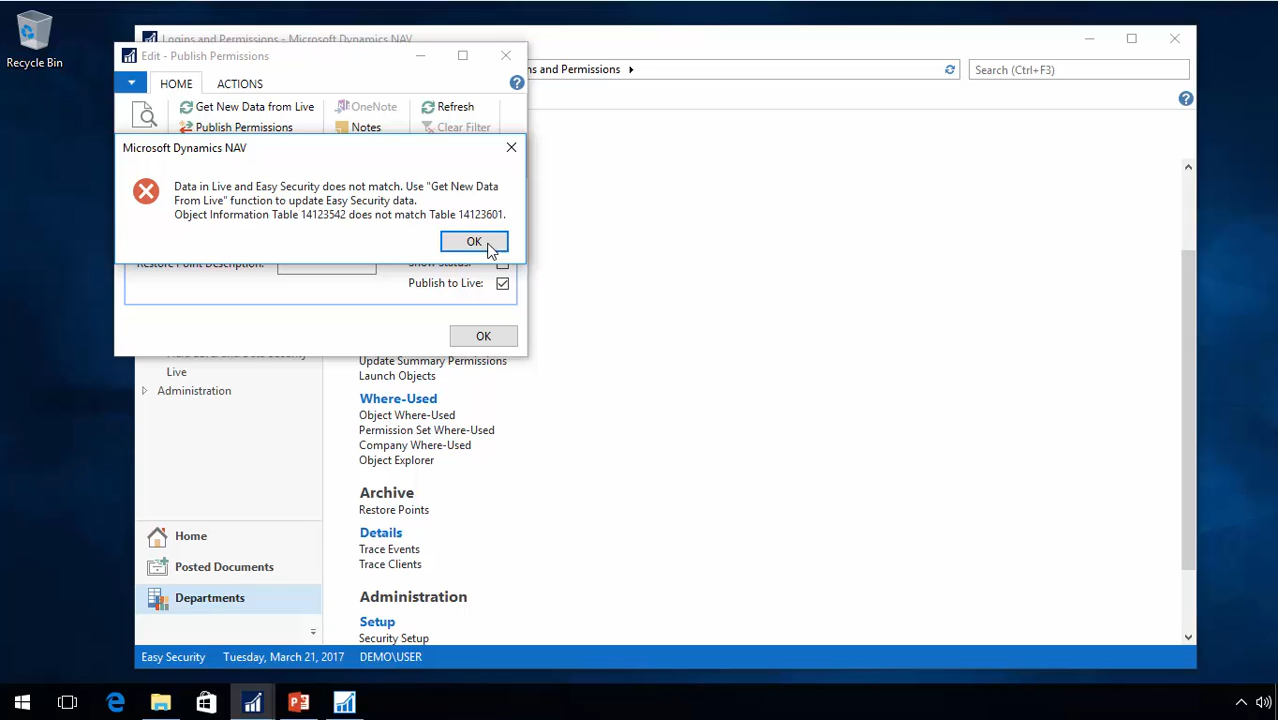 Recycle Bin
Logins and Permissions - Microsoft Dynamics NAV
Edit - Publish Permissions
ns and Permissions
Search (Ctrl+F3)
HOME
ACTIONS
Get New Data from Live
OneNote
Refresh
Publish Permissions
Notes
Clear Filter
Microsoft Dynamics NAV
Data in Live and Easy Security does not match. Use "Get New Data
From Live" function to update Easy Security data.
Object Information Table 14123542 does not match Table 14123601.
OK
Restore Point Description:
Show Status:
Publish to Live:
OK
Live
Administration
Update Summary Permissions
Launch Objects
Where-Used
Object Where-Used
Permission Set Where-Used
Company Where-Used
Object Explorer
Archive
Restore Points
Details
Trace Events
Trace Clients
Administration
Setup
Security Setup
Home
Posted Documents
Departments
Easy Security
Tuesday, March 21, 2017
DEMO\USER